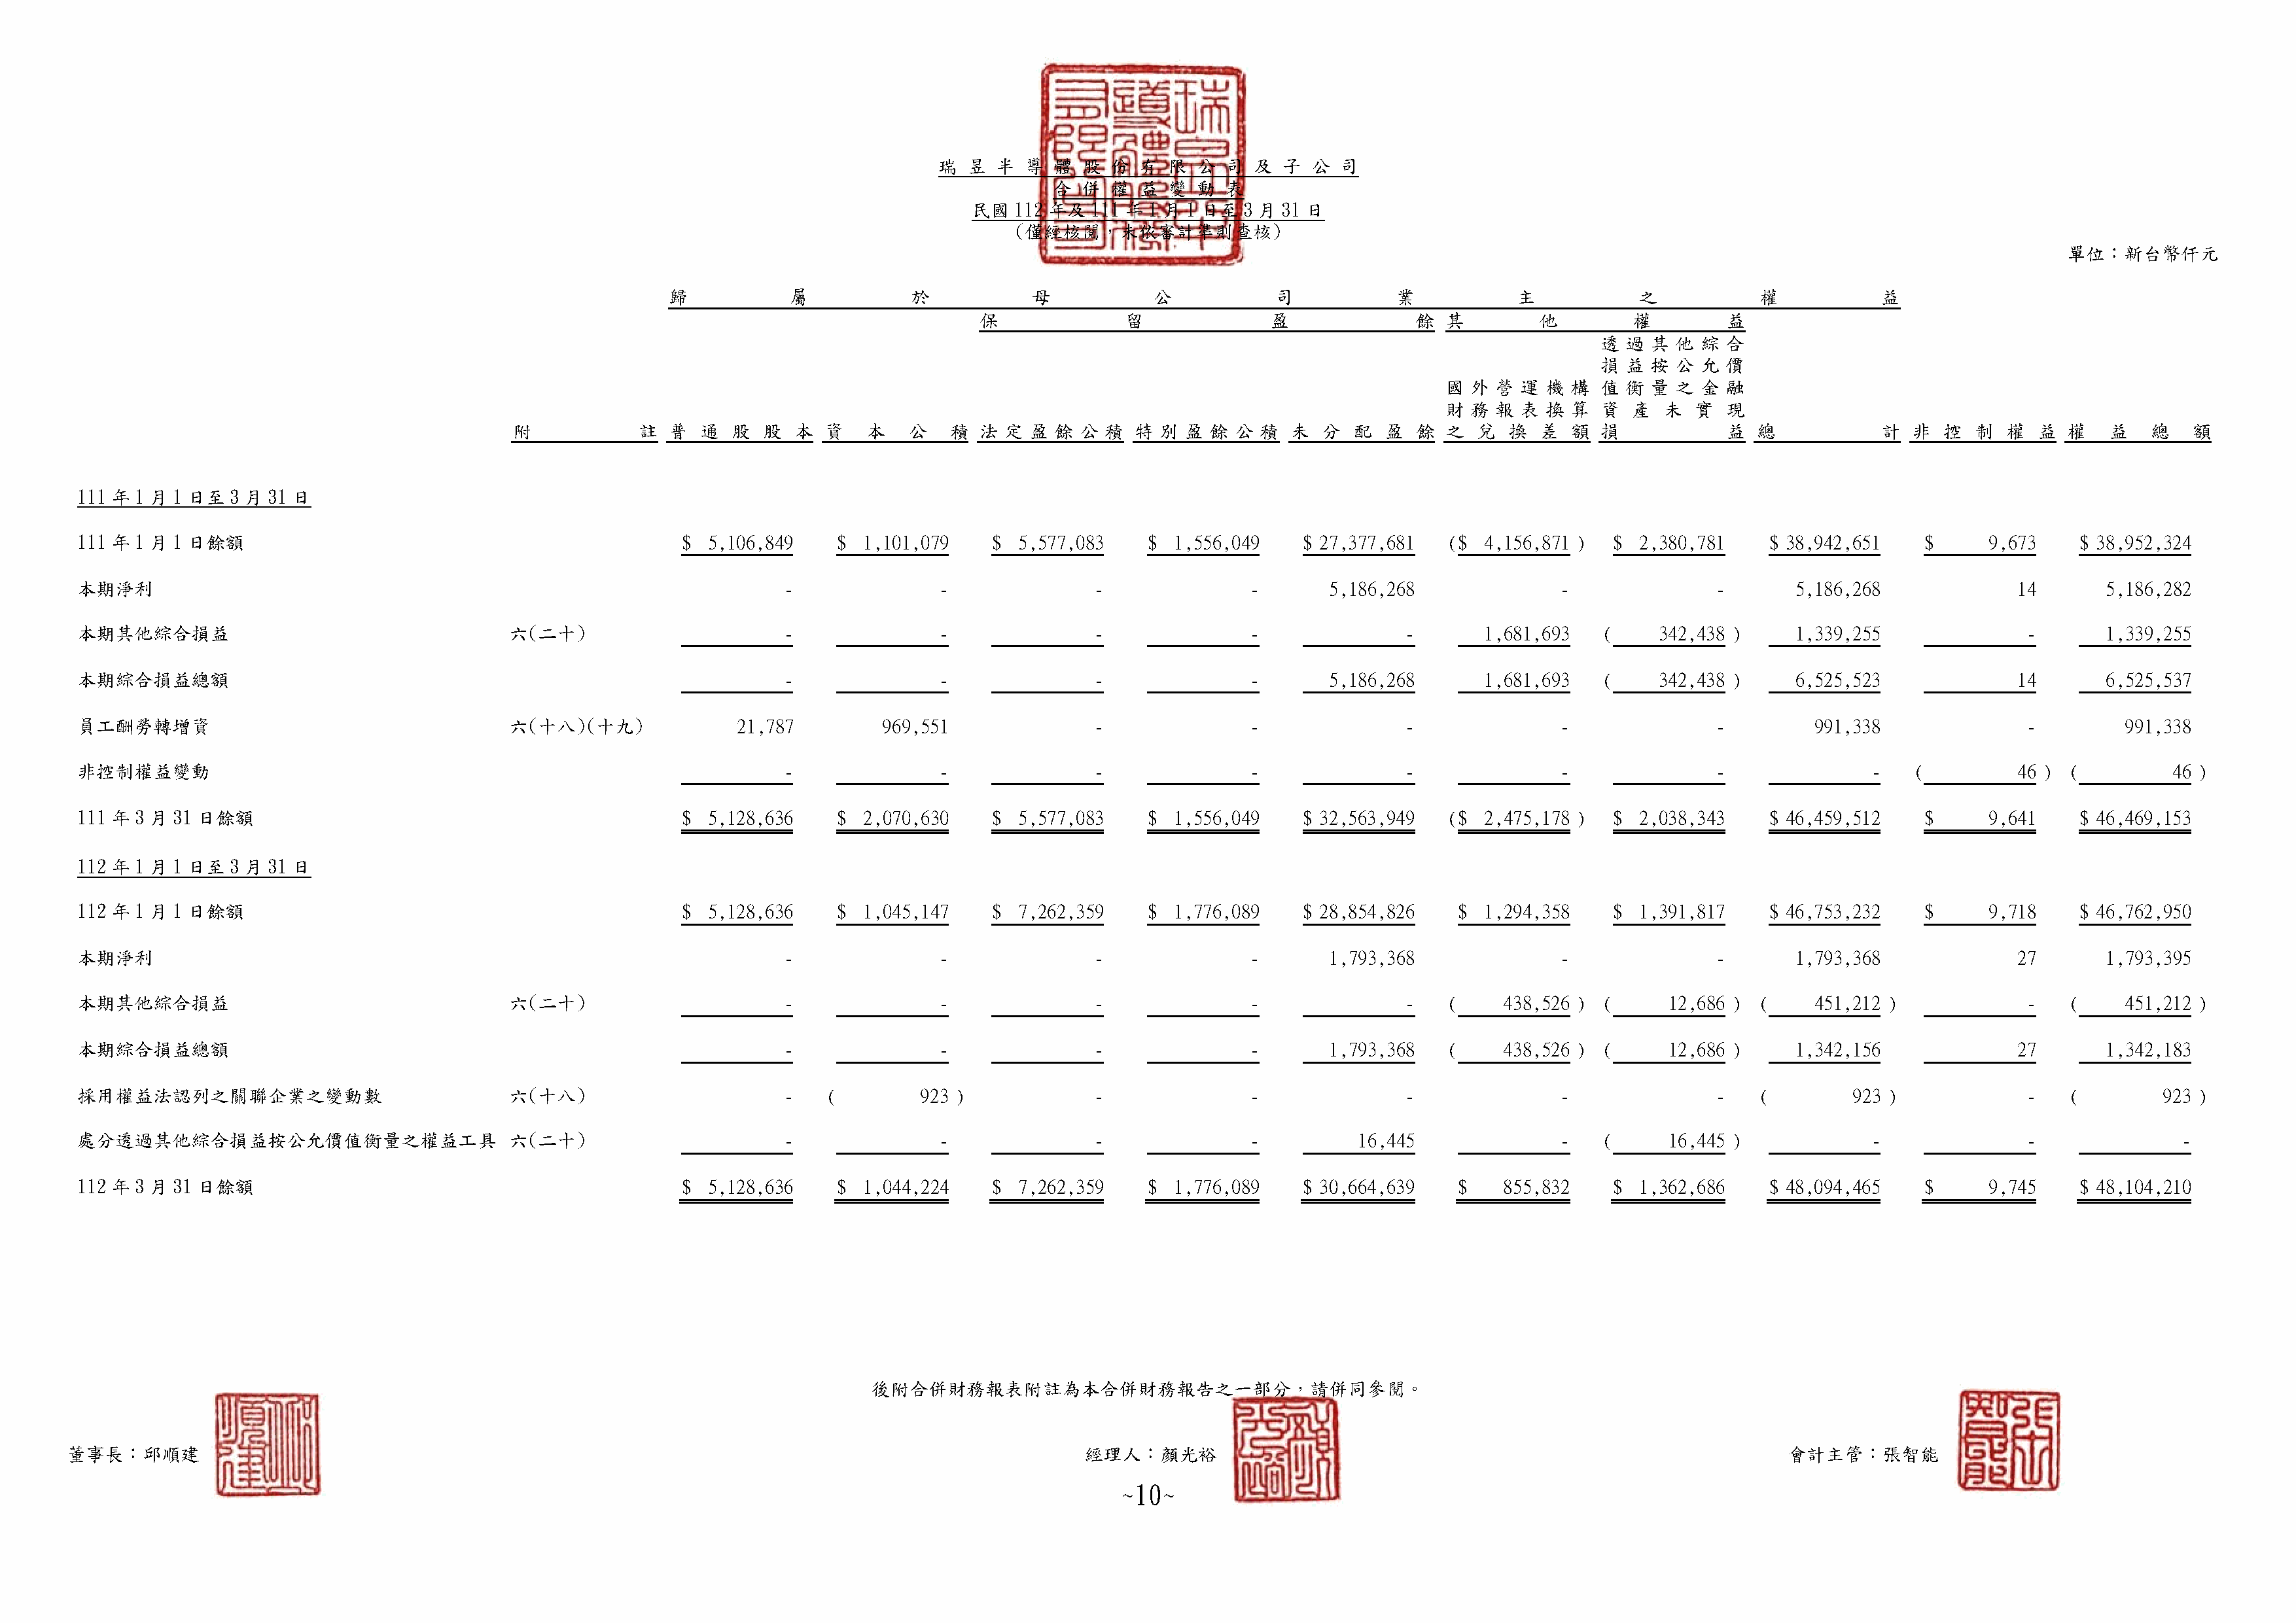 瑞昱半導體股份有限公司及子公司
合併權益變動表
民國112年及111年1月1日至3月31日
(僅經核閱，未依審計準則查核)
單位：新台幣仟元
歸屬於母公司業主之權益
保留盈餘 其他權益
透過其他綜合
損益按公允價
國外營運機構 值衡量之金融
財務報表換算 資產未實現
附註 普通股股本 資本公積 法定盈餘公積 特別盈餘公積 未分配盈餘 之兌換差額 損益 總計 非控制權益 權益總額
111年1月1日至3月31日
111年1月1日餘額 $ 5,106,849 $ 1,101,079 $ 5,577,083 $ 1,556,049 $ 27,377,681 ($ 4,156,871) $ 2,380,781 $ 38,942,651 $ 9,673 $ 38,952,324
本期淨利 - - - - 5,186,268 - - 5,186,268 14 5,186,282
本期其他綜合損益 六(二十) - - - - - 1,681,693 ( 342,438) 1,339,255 - 1,339,255
本期綜合損益總額 - - - - 5,186,268 1,681,693 ( 342,438) 6,525,523 14 6,525,537
員工酬勞轉增資 六(十八)(十九) 21,787 969,551 - - - - - 991,338 - 991,338
非控制權益變動 - - - - - - - - ( 46) ( 46)
111年3月31日餘額 $ 5,128,636 $ 2,070,630 $ 5,577,083 $ 1,556,049 $ 32,563,949 ($ 2,475,178) $ 2,038,343 $ 46,459,512 $ 9,641 $ 46,469,153
112年1月1日至3月31日
112年1月1日餘額 $ 5,128,636 $ 1,045,147 $ 7,262,359 $ 1,776,089 $ 28,854,826 $ 1,294,358 $ 1,391,817 $ 46,753,232 $ 9,718 $ 46,762,950
本期淨利 - - - - 1,793,368 - - 1,793,368 27 1,793,395
本期其他綜合損益 六(二十) - - - - - ( 438,526) ( 12,686) ( 451,212) - ( 451,212)
本期綜合損益總額 - - - - 1,793,368 ( 438,526) ( 12,686) 1,342,156 27 1,342,183
採用權益法認列之關聯企業之變動數 六(十八) - ( 923) - - - - - ( 923) - ( 923)
處分透過其他綜合損益按公允價值衡量之權益工具 六(二十) - - - - 16,445 - ( 16,445) - - -
112年3月31日餘額 $ 5,128,636 $ 1,044,224 $ 7,262,359 $ 1,776,089 $ 30,664,639 $ 855,832 $ 1,362,686 $ 48,094,465 $ 9,745 $ 48,104,210
後附合併財務報表附註為本合併財務報告之一部分，請併同參閱。
董事長：邱順建 經理人：顏光裕 會計主管：張智能
~10~